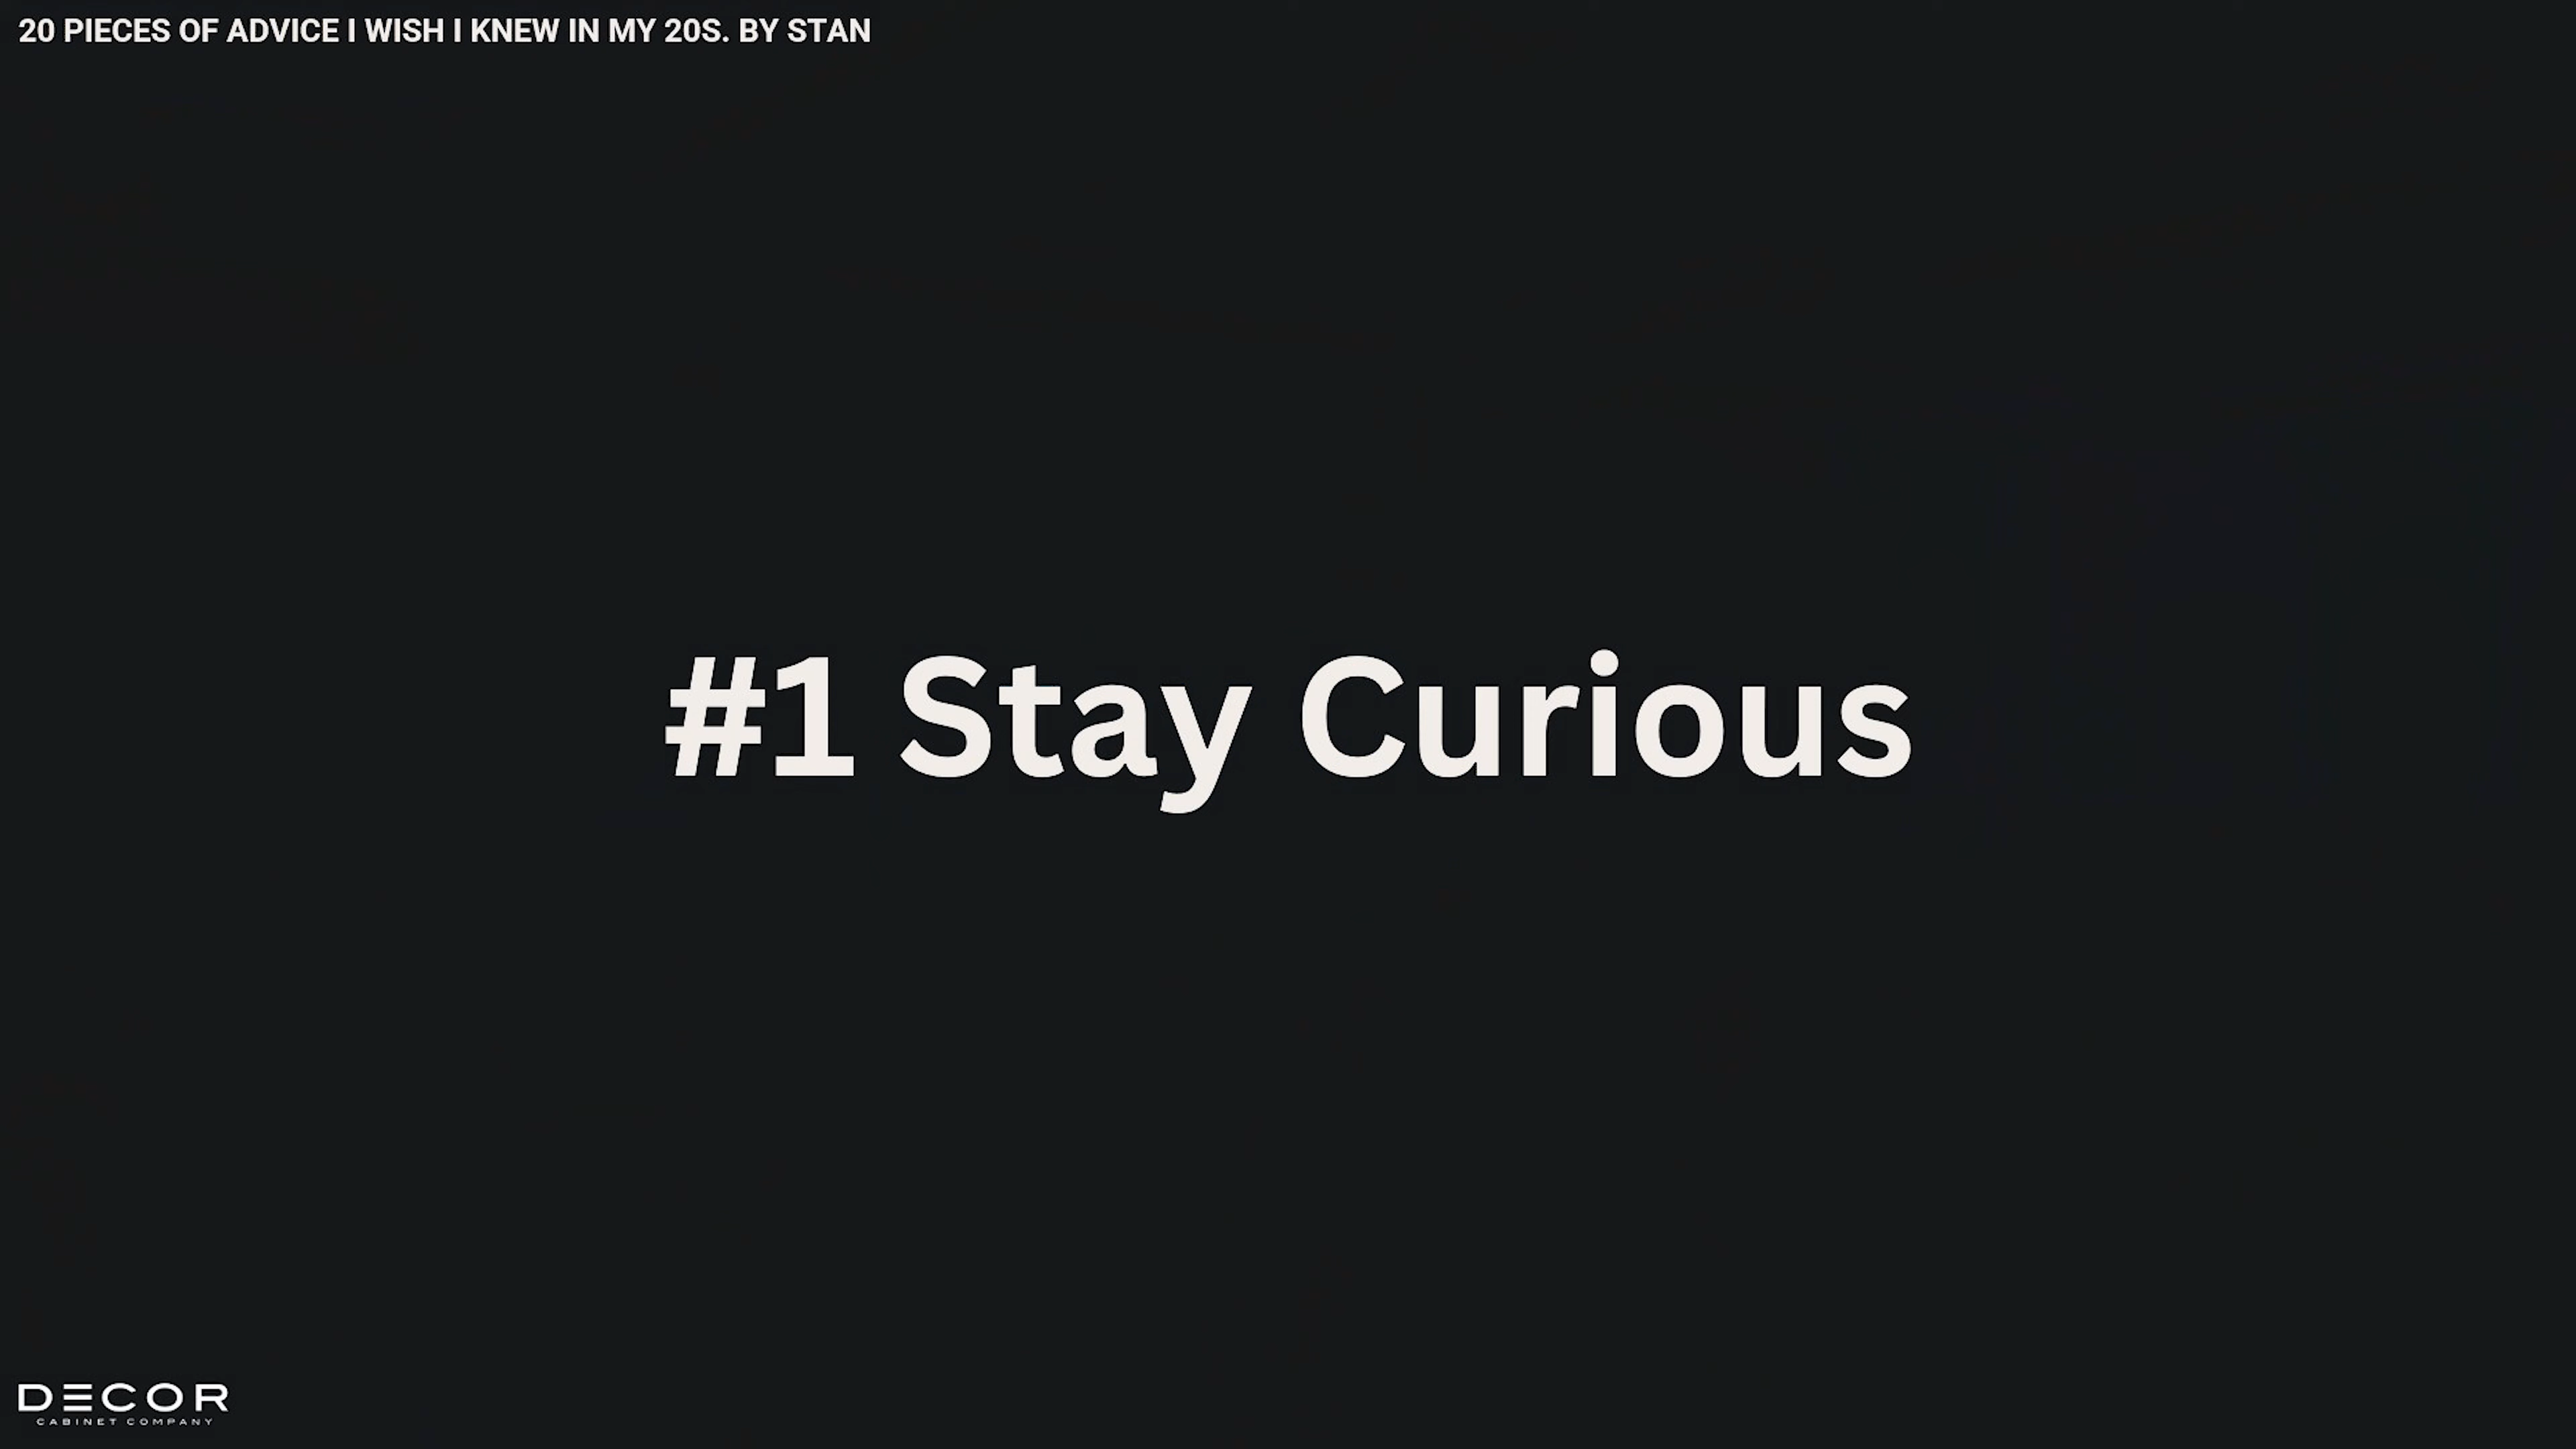 20 PIECES OF ADVICE I WISH I KNEW IN MY 20S. BY STAN
#1 Stay Curious
DECOR
CABINET COMPANY